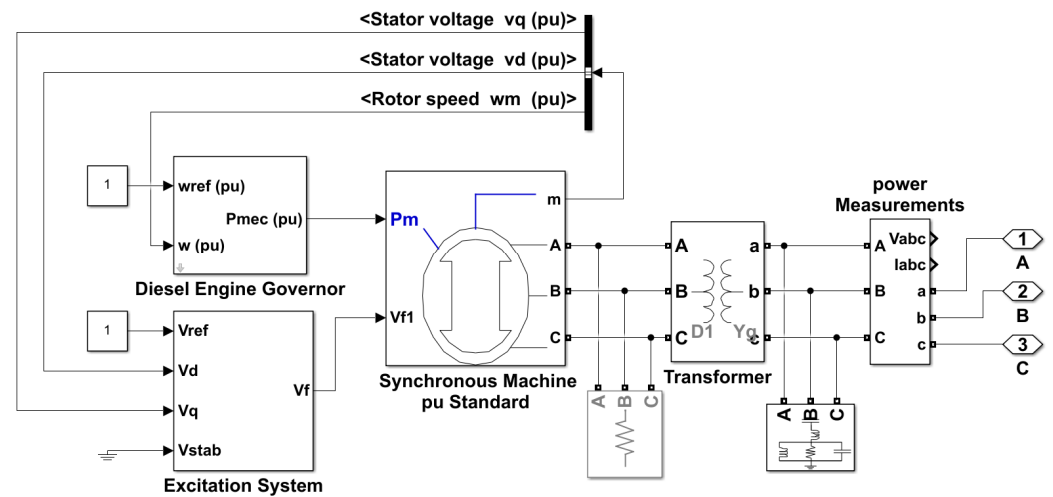 <Stator voltage vq (pu)>
<Stator voltage vd (pu)>
<Rotor speed wm (pu)>
1
wref (pu)
Pmec (pu)
w (pu)
Diesel Engine Governor
1
Vref
Vd
Vf
Vq
Vstab
Excitation System
m
Pm
A
B
Vf1
C
Synchronous Machine
pu Standard
A B C
A a
B b
D1 Yg
C c
Transformer
A B C
power
Measurements
Vabc
A
Iabc
B a
b
C c
1
A
2
B
3
C